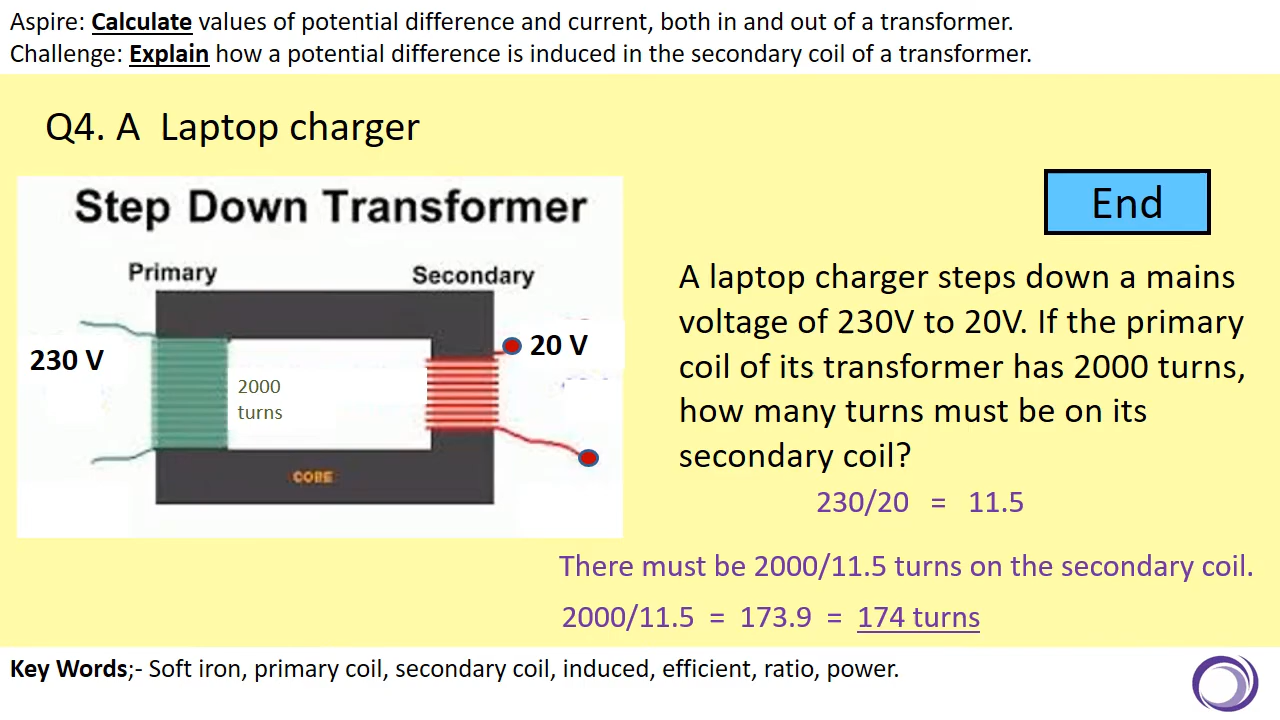 Aspire: Calculate values of potential difference and current, both in and out of a transformer.
Challenge: Explain how a potential difference is induced in the secondary coil of a transformer.
Q4. A  Laptop charger
Step Down Transformer
Primary
Secondary
230 V
20 V
2000
turns
CORE
End
A laptop charger steps down a mains
voltage of 230V to 20V. If the primary
coil of its transformer has 2000 turns,
how many turns must be on its
secondary coil?
230/20 = 11.5
There must be 2000/11.5 turns on the secondary coil.
2000/11.5 = 173.9 = 174 turns
Key Words;- Soft iron, primary coil, secondary coil, induced, efficient, ratio, power.